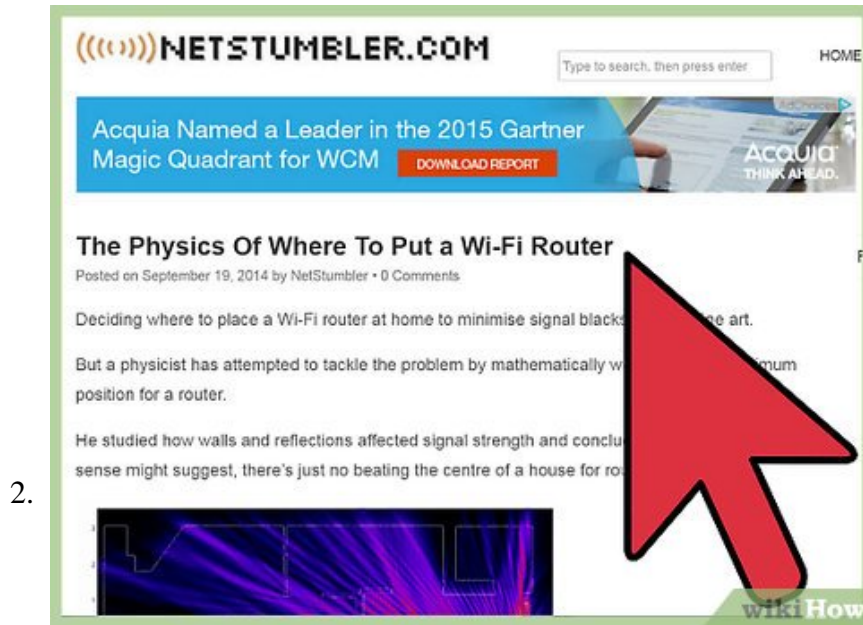 ((((())))NETSTUMBLER.COM
Type to search, then press enter
HOME
AdChoices
Acquia Named a Leader in the 2015 Gartner
Magic Quadrant for WCM DOWNLOAD REPORT
ACQUIA
THINK AHEAD.
The Physics Of Where To Put a Wi-Fi Router
Posted on September 19, 2014 by NetStumbler • 0 Comments
Deciding where to place a Wi-Fi router at home to minimise signal art.
But a physicist has attempted to tackle the problem by mathematically
position for a router.
He studied how walls and reflections affected signal strength and
sense might suggest, there's just no beating the centre of a house for
2.
3
2
wikiHow